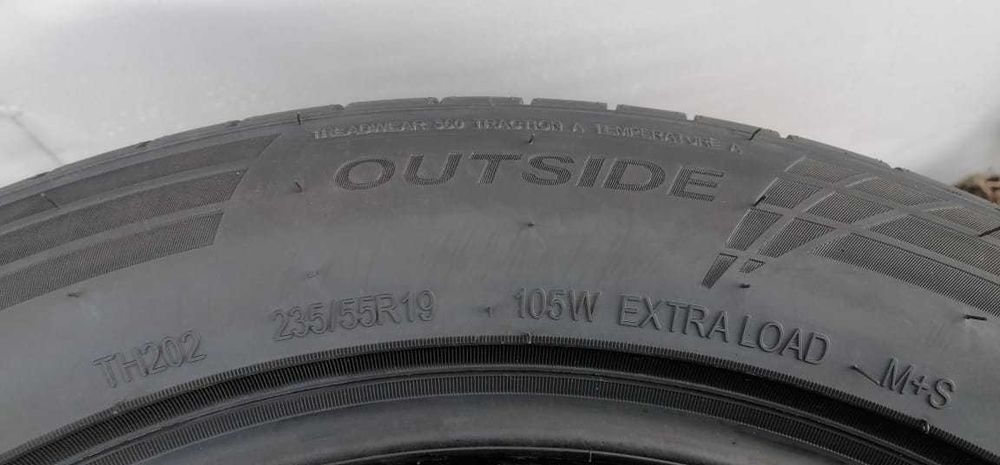 TREADWEAR 360 TRACTION A TEMPERATURE A
OUTSIDE
TH202 235/55R19 105W EXTRA LOAD M+S